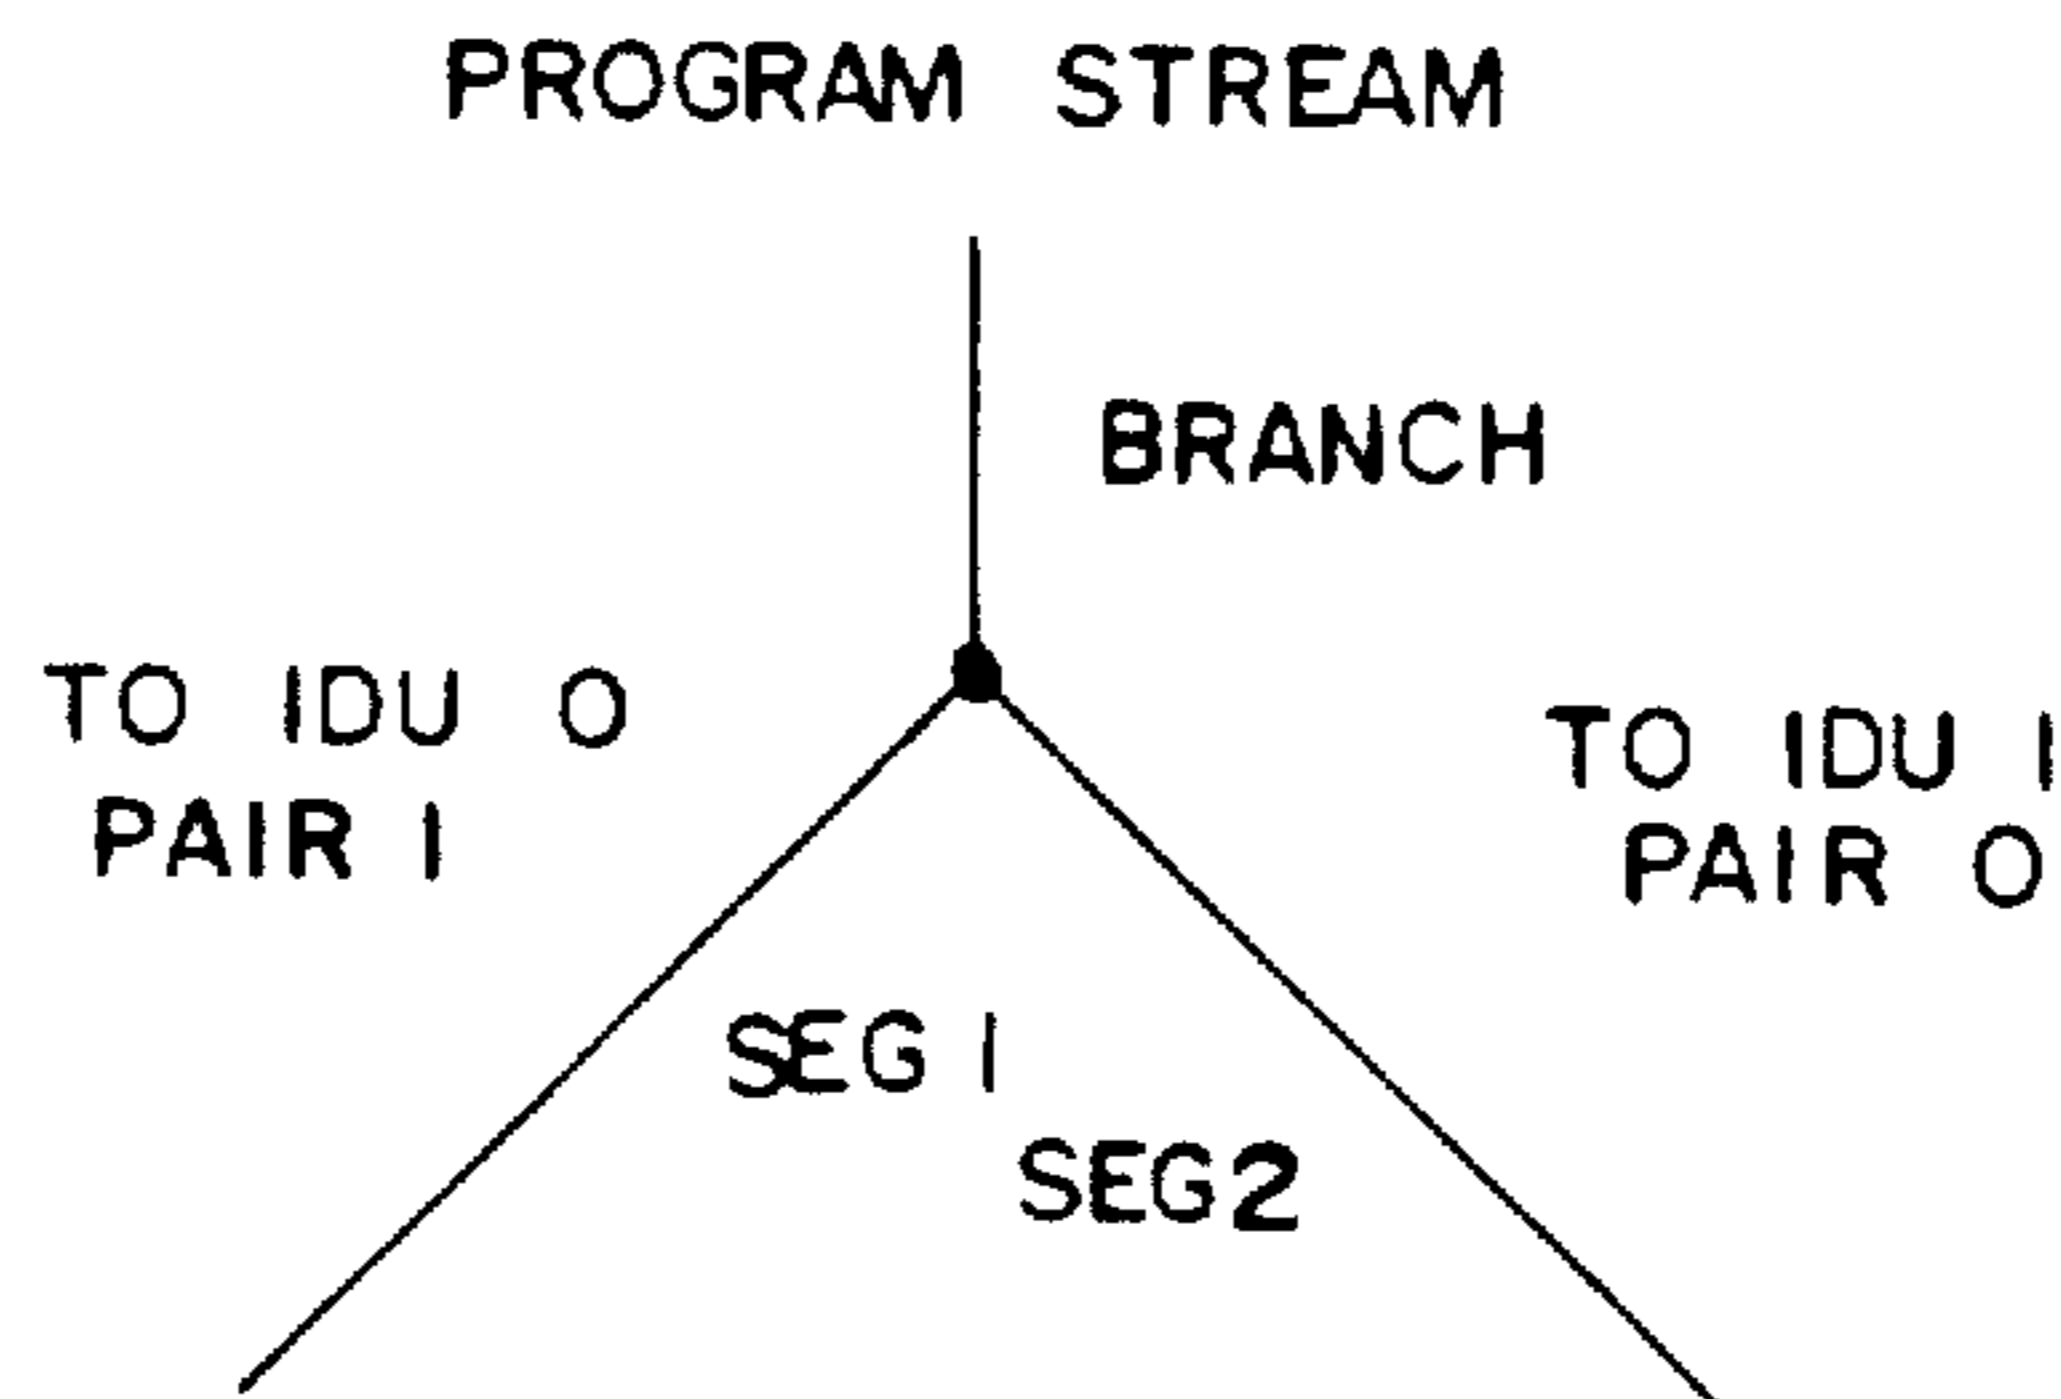 PROGRAM STREAM
BRANCH
TO IDU 0
PAIR 1
TO IDU 1
PAIR 0
SEG 1
SEG2